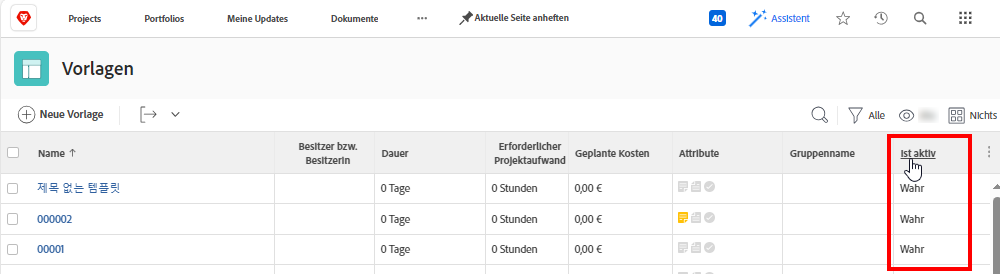 Projects Portfolios Meine Updates Dokumente ... Aktuelle Seite anheften 40 Assistent
Vorlagen
Neue Vorlage Alle Nichts
Name ↑ Besitzer bzw. Besitzerin Dauer Erforderlicher Projektaufwand Geplante Kosten Attribute Gruppenname Ist aktiv
제목 없는 템플릿 0 Tage 0 Stunden 0,00 € Wahr
000002 0 Tage 0 Stunden 0,00 € Wahr
00001 0 Tage 0 Stunden 0,00 € Wahr